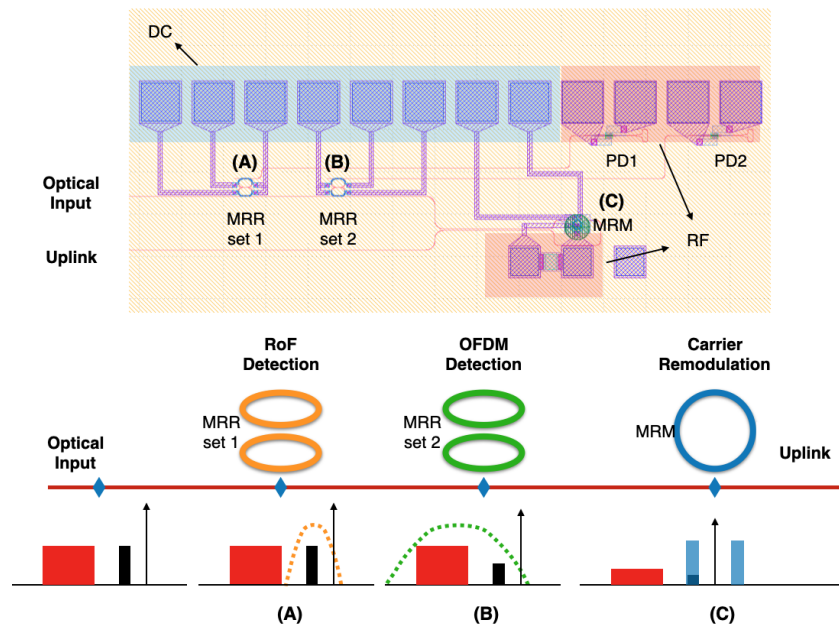 DC
(A)
(B)
PD1
PD2
Optical
Input
(C)
MRR
set 1
MRR
set 2
MRM
RF
Uplink
RoF
Detection
OFDM
Detection
Carrier
Remodulation
MRR
set 1
MRR
set 2
MRM
Optical
Input
Uplink
(A)
(B)
(C)